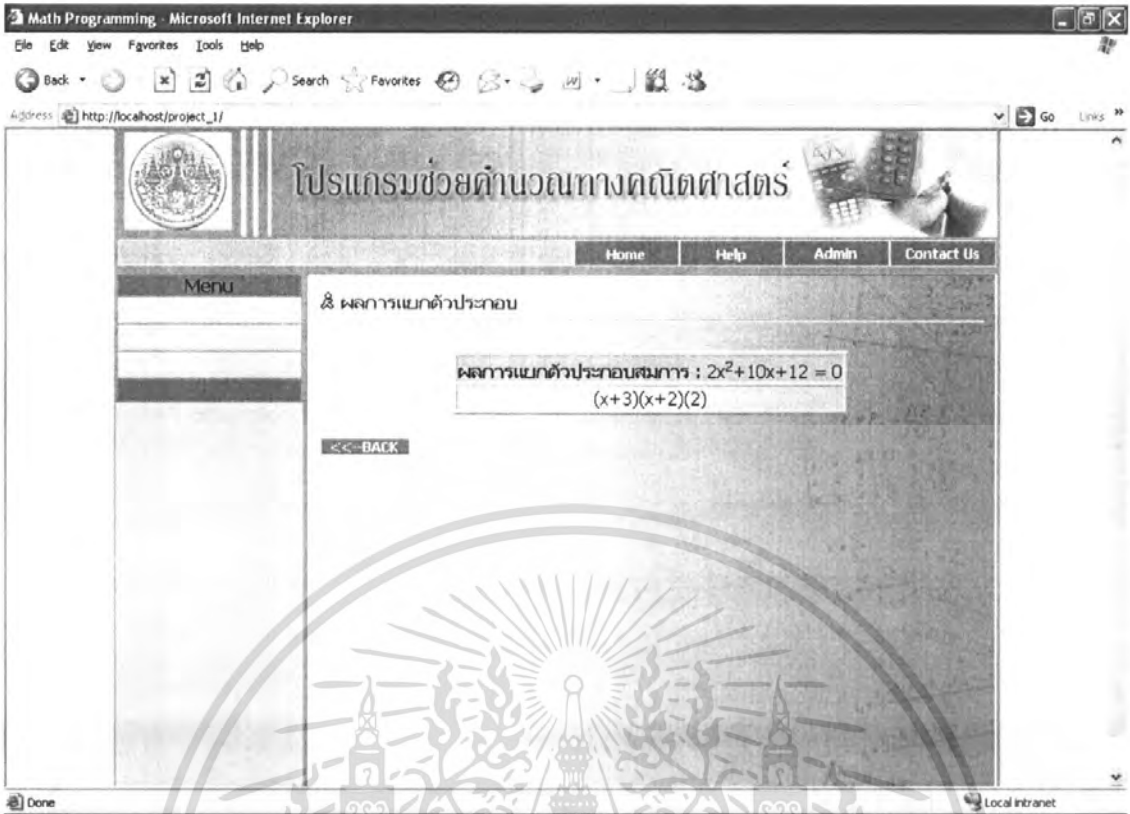 Math Programming - Microsoft Internet Explorer
File Edit View Favorites Tools Help
Back Search Favorites
Address http://localhost/project_1/ Go Links »
โปรแกรมช่วยคำนวณทางคณิตศาสตร์
Home Help Admin Contact Us
Menu
ผลการแยกตัวประกอบ
ผลการแยกตัวประกอบสมการ : 2x²+10x+12 = 0
(x+3)(x+2)(2)
<<--BACK
Done Local intranet